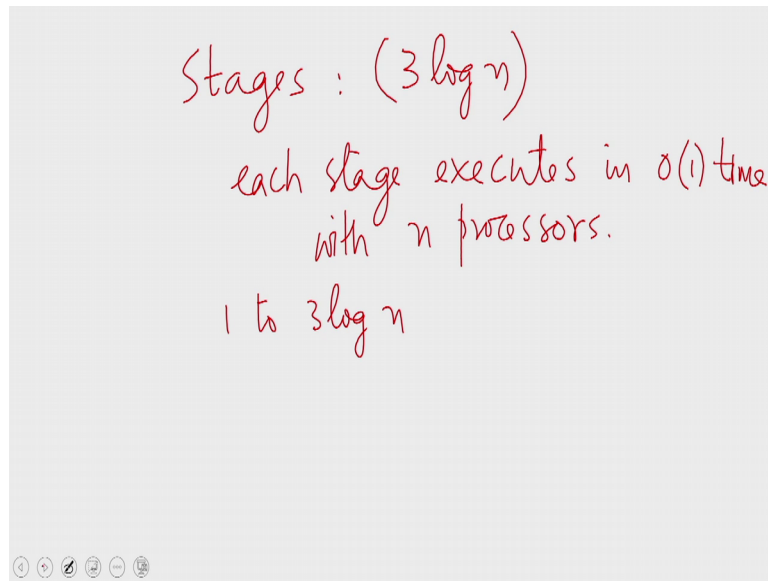 Stages : (3 log n)
each stage executes in O(1) time
with n processors.
1 to 3 log n